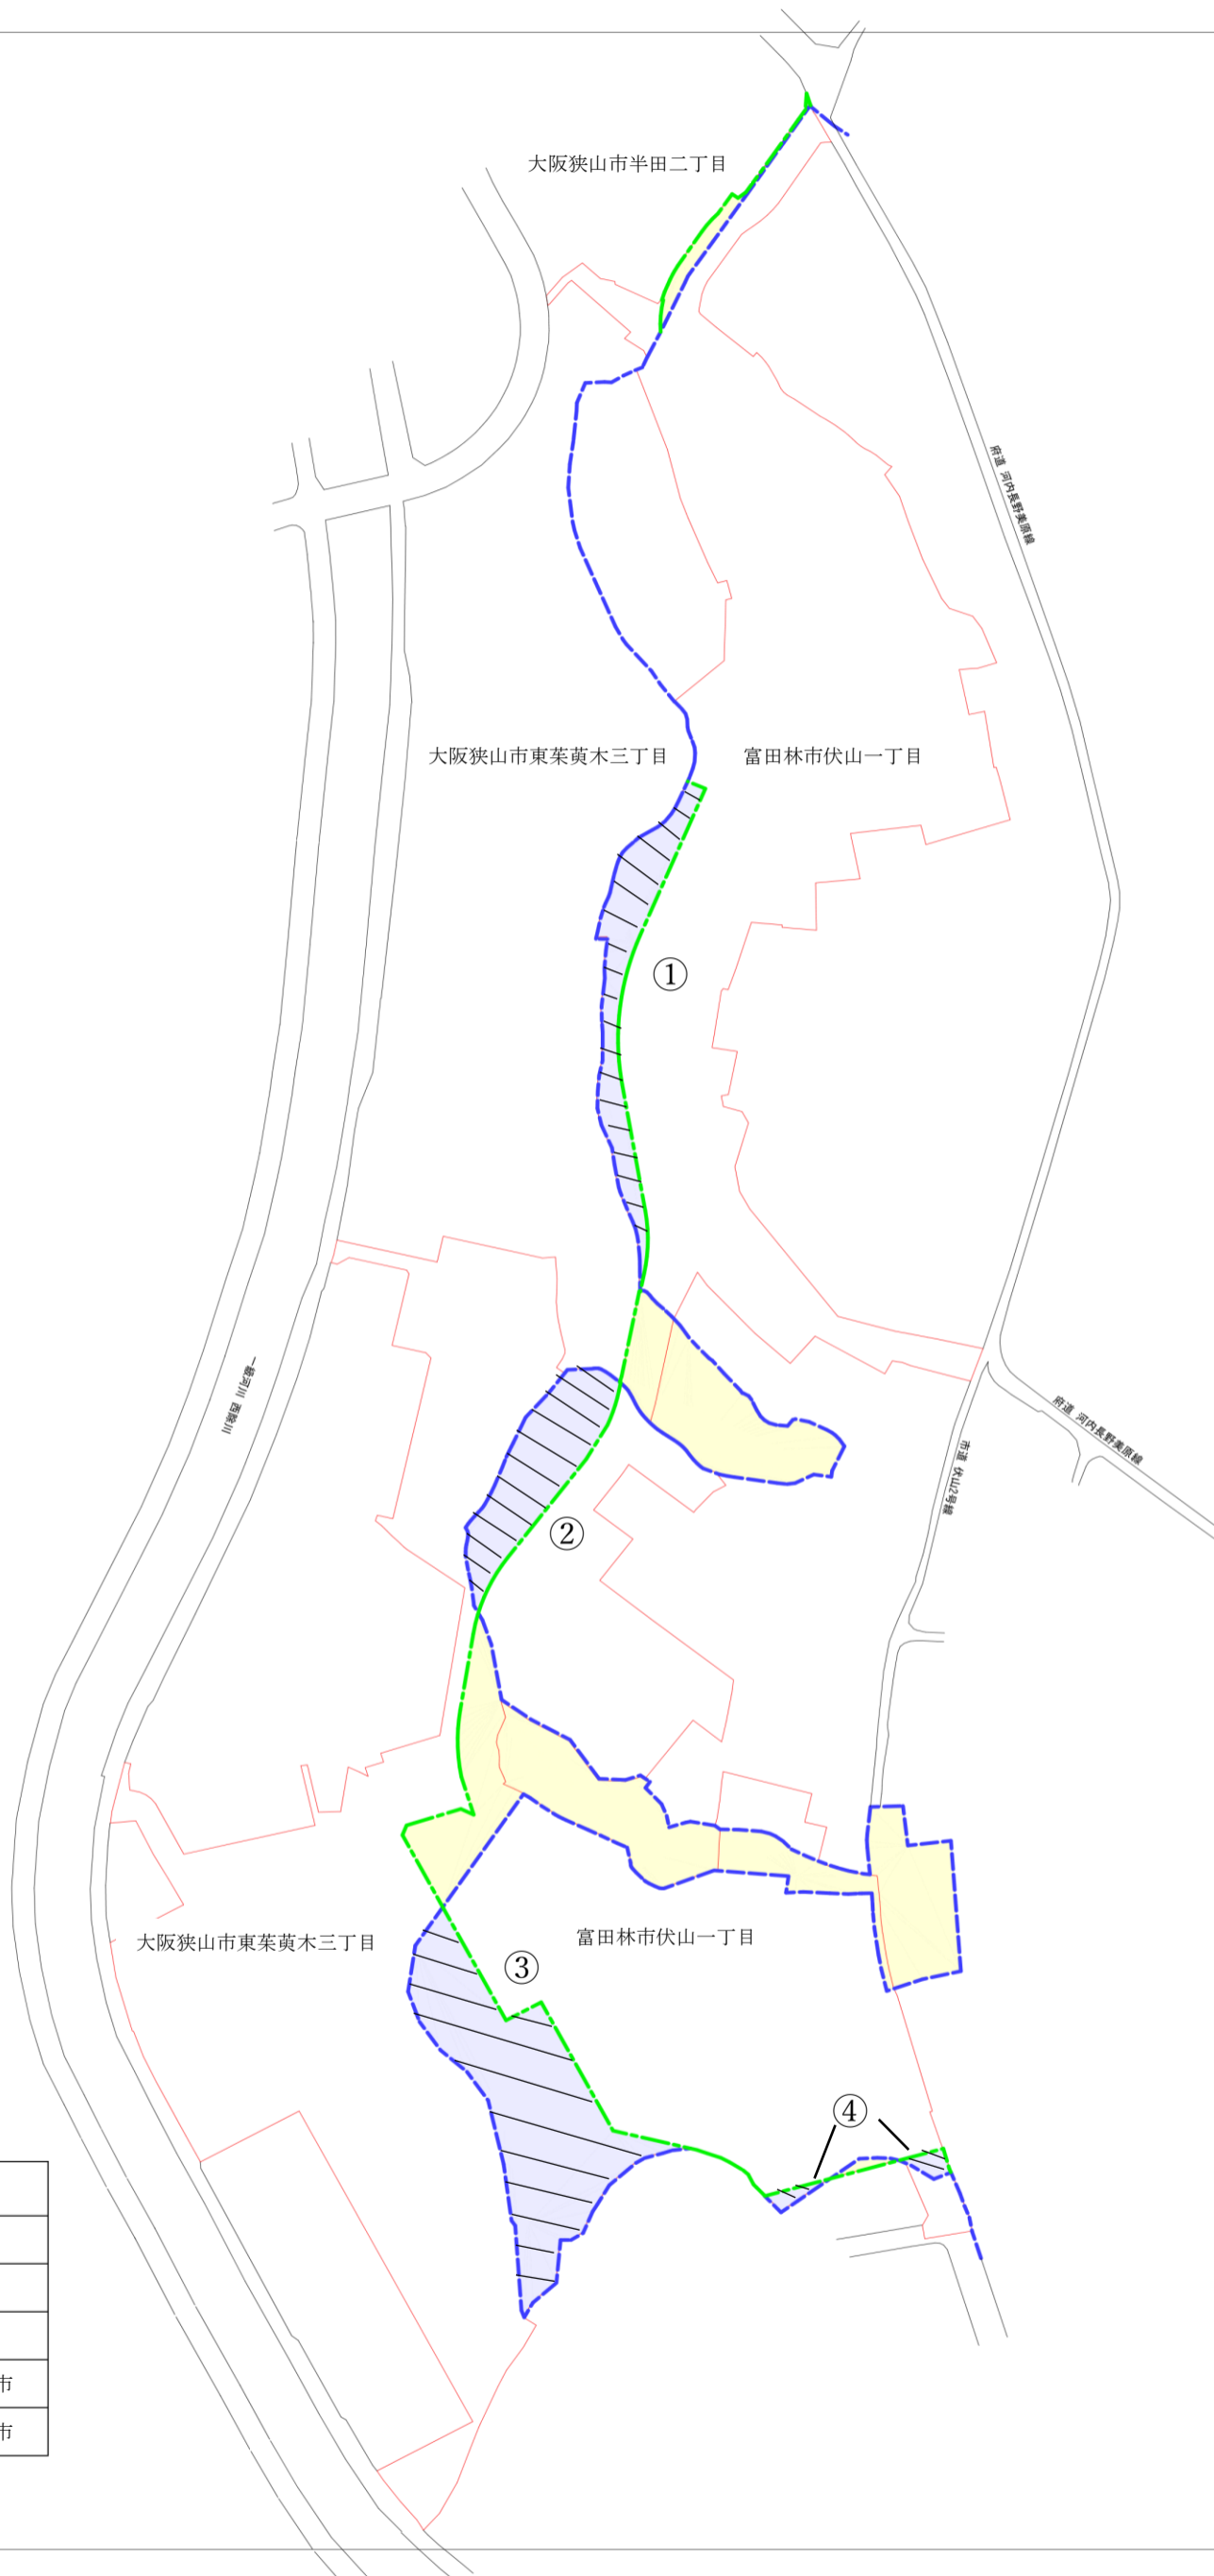 大阪狭山市半田二丁目
府道 河内長野美原線
大阪狭山市東茱萸木三丁目
富田林市伏山一丁目
①
一級河川 西除川
府道 河内長野美原線
市道 伏山2号線
②
大阪狭山市東茱萸木三丁目
富田林市伏山一丁目
③
④
市
市